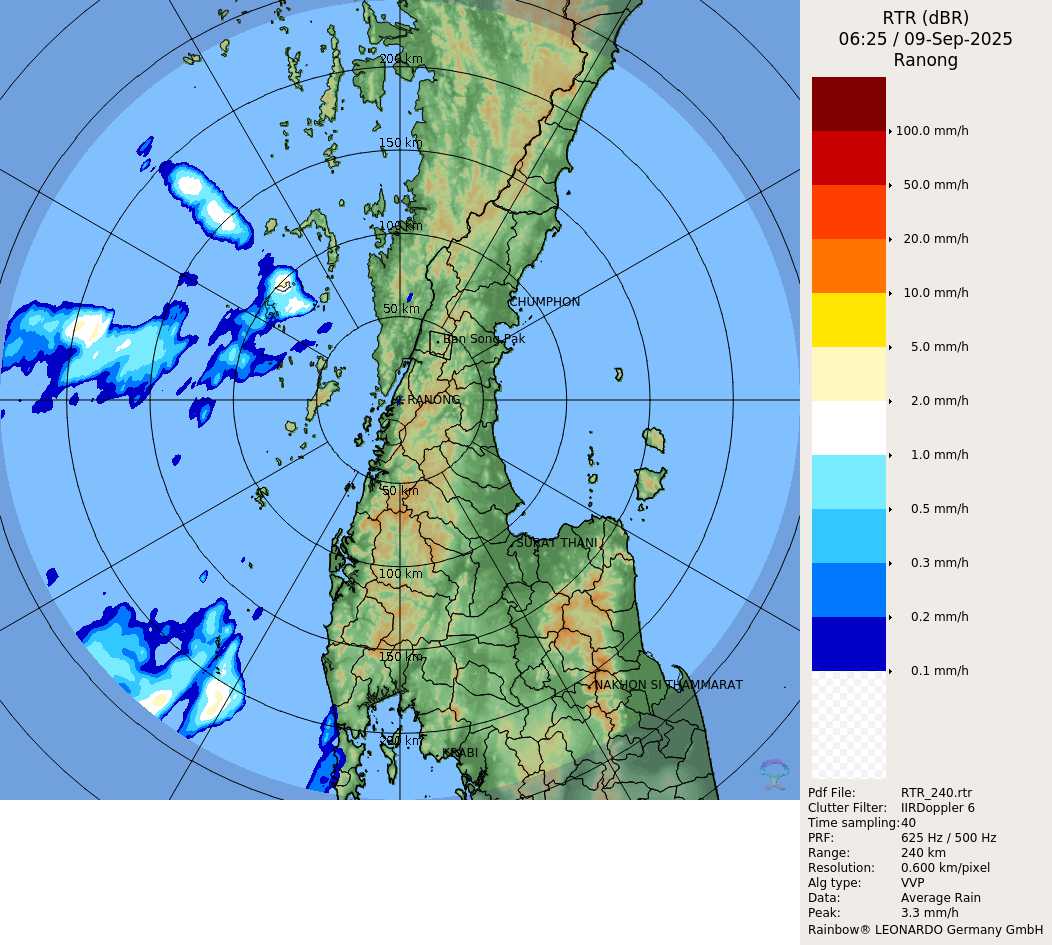 RTR (dBR)
06:25 / 09-Sep-2025
Ranong
100.0 mm/h
50.0 mm/h
20.0 mm/h
10.0 mm/h
5.0 mm/h
2.0 mm/h
1.0 mm/h
0.5 mm/h
0.3 mm/h
0.2 mm/h
0.1 mm/h
Pdf File: RTR_240.rtr
Clutter Filter: IIRDoppler 6
Time sampling: 40
PRF: 625 Hz / 500 Hz
Range: 240 km
Resolution: 0.600 km/pixel
Alg type: VVP
Data: Average Rain
Peak: 3.3 mm/h
Rainbow® LEONARDO Germany GmbH
200 km
150 km
100 km
CHUMPHON
50 km
Ban Song Pak
RANONG
50 km
SURAT THANI
100 km
150 km
NAKHON SI THAMMARAT
200 km
KRABI